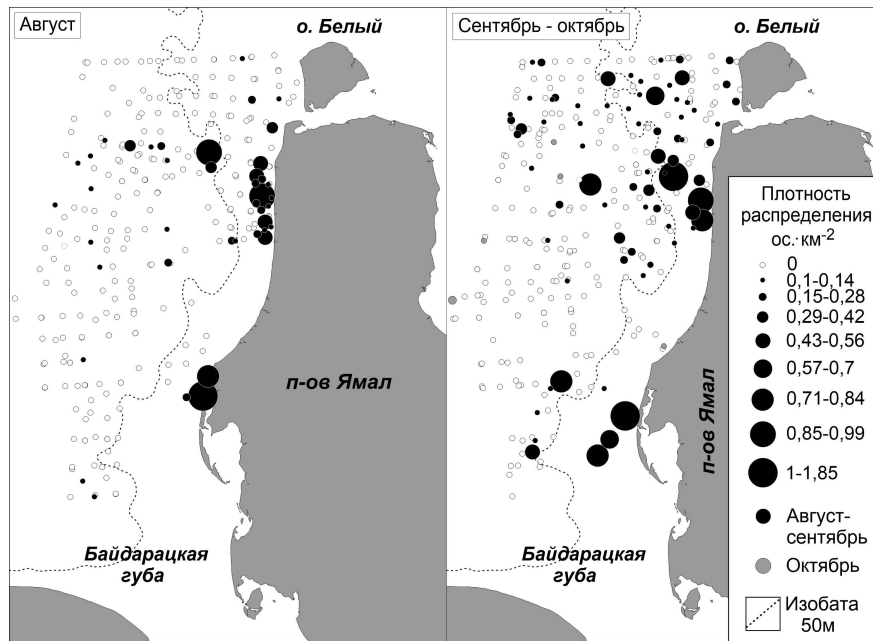 Август
о. Белый
п-ов Ямал
Байдарацкая
губа
Сентябрь - октябрь
о. Белый
п-ов Ямал
Байдарацкая
губа
Плотность
распределения
ос.·км-2
0
0,1-0,14
0,15-0,28
0,29-0,42
0,43-0,56
0,57-0,7
0,71-0,84
0,85-0,99
1-1,85
Август-
сентябрь
Октябрь
Изобата
50м